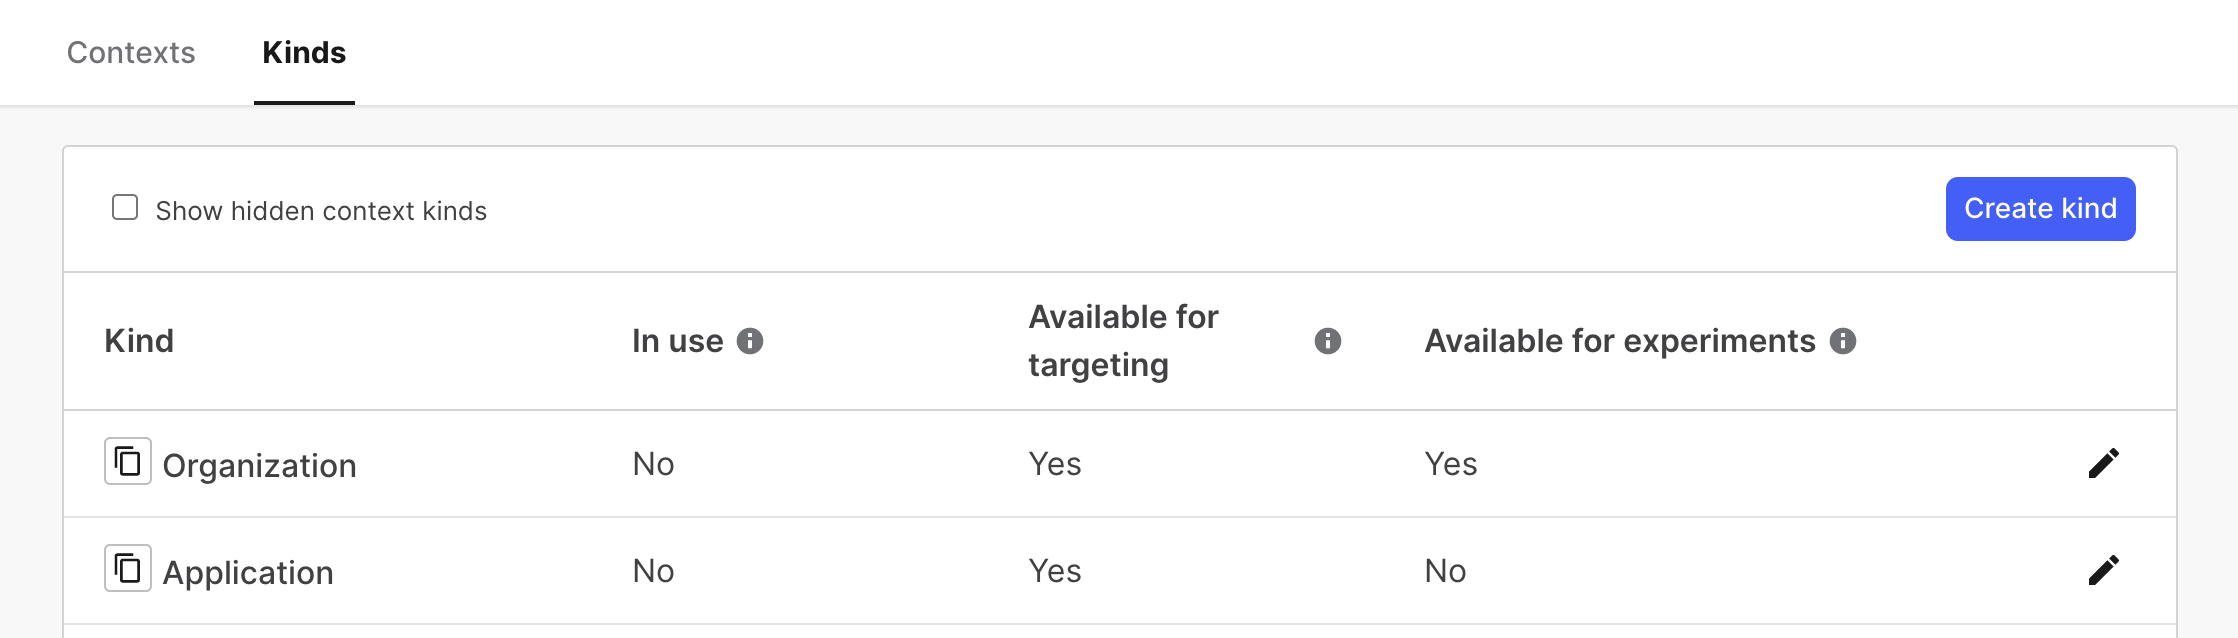 Contexts Kinds
Show hidden context kinds Create kind
Kind In use Available for targeting Available for experiments
Organization No Yes Yes
Application No Yes No